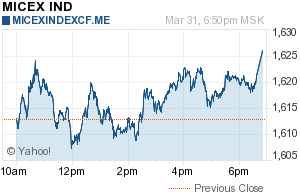 MICEX IND
MICEXINDEXCF.ME Mar 31, 6:50pm MSK
1,630
1,625
1,620
1,615
1,610
1,605
© Yahoo!
10am 12pm 2pm 4pm 6pm
Previous Close